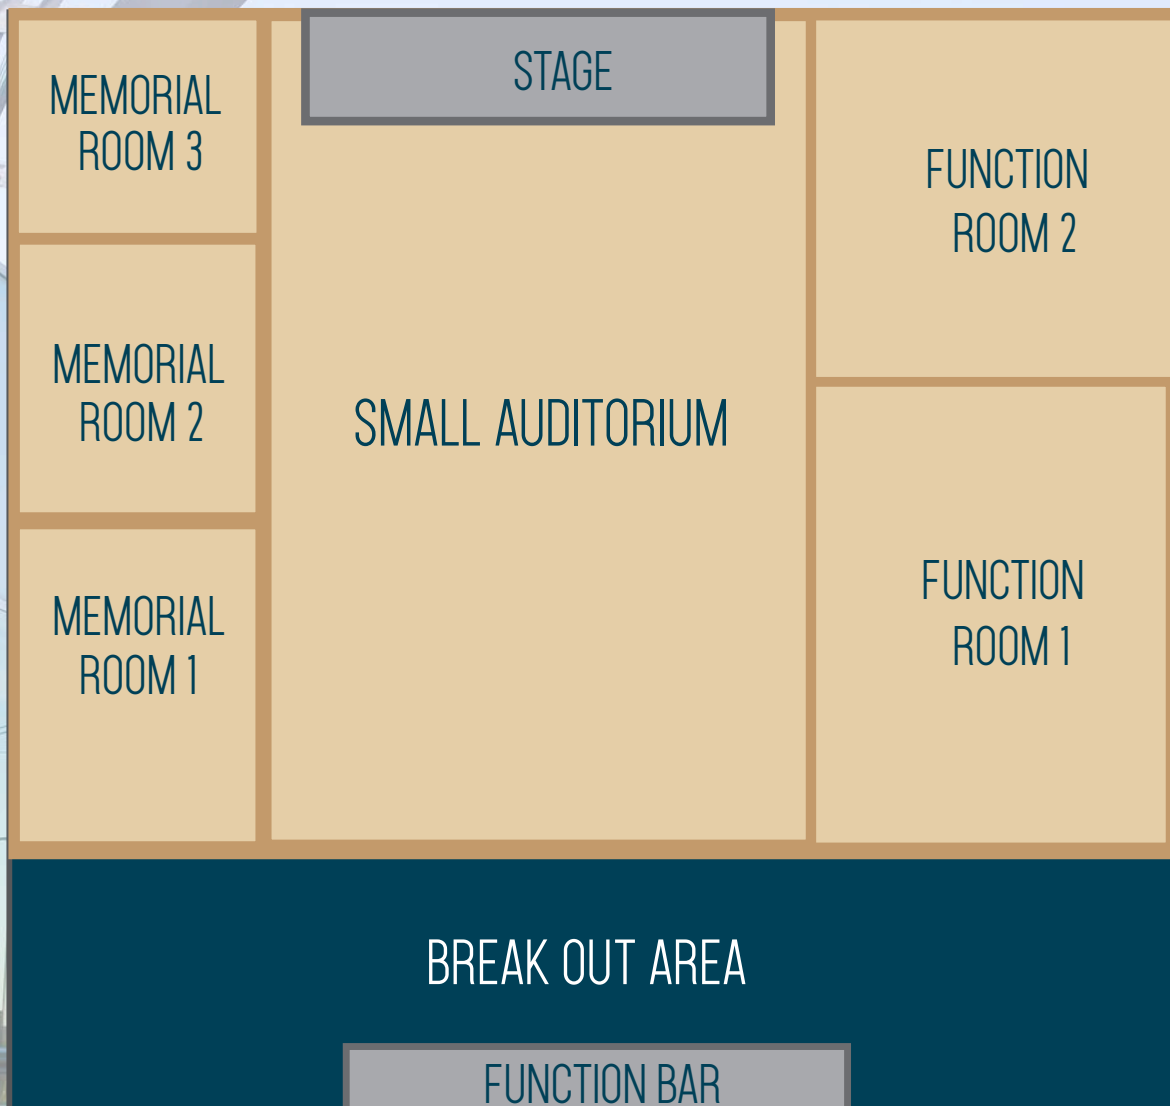 STAGE
MEMORIAL
ROOM 3
FUNCTION
ROOM 2
MEMORIAL
ROOM 2
SMALL AUDITORIUM
FUNCTION
ROOM 1
MEMORIAL
ROOM 1
BREAK OUT AREA
FUNCTION BAR